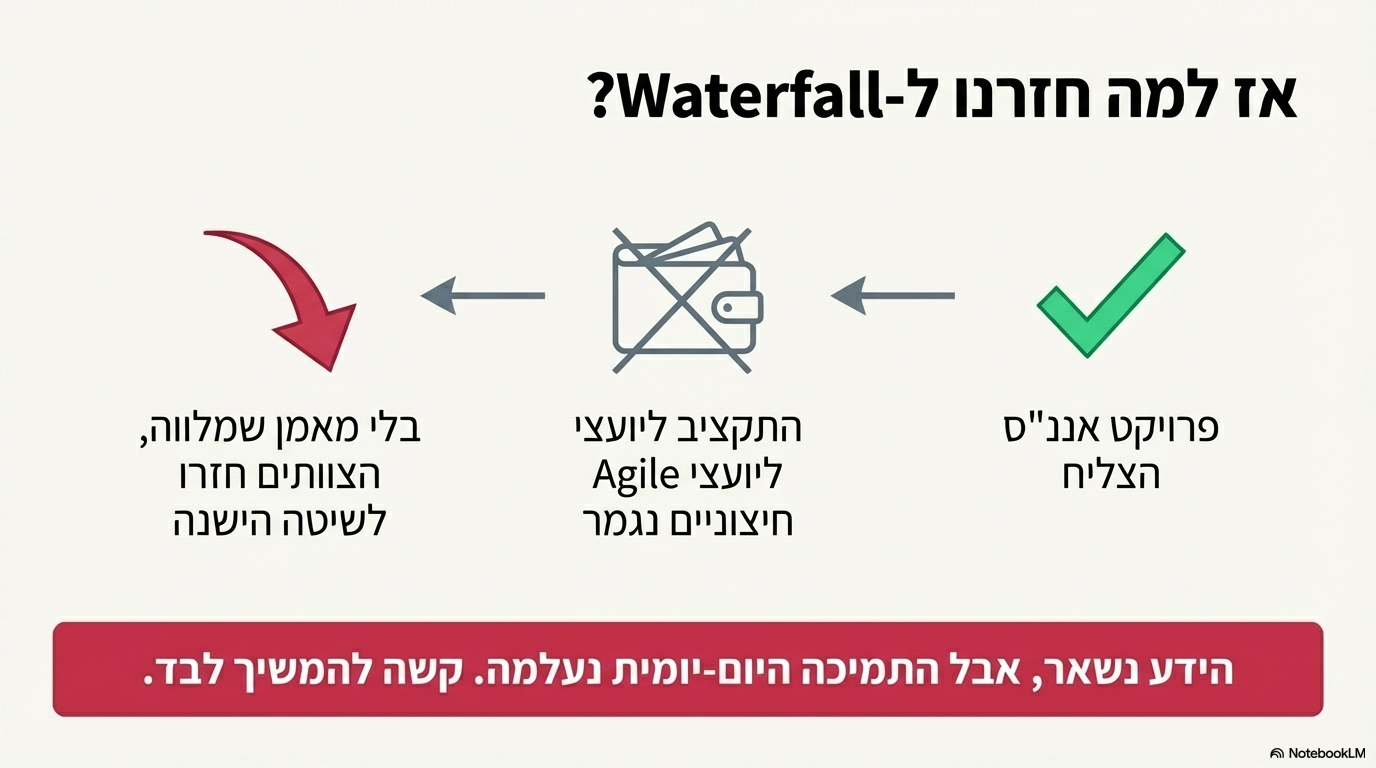 אז למה חזרנו ל-Waterfall?
פרויקט אננ"ס
הצליח
התקציב ליועצי
ליועצי Agile
חיצוניים נגמר
בלי מאמן שמלווה,
הצוותים חזרו
לשיטה הישנה
הידע נשאר, אבל התמיכה היום-יומית נעלמה. קשה להמשיך לבד.
NotebookLM